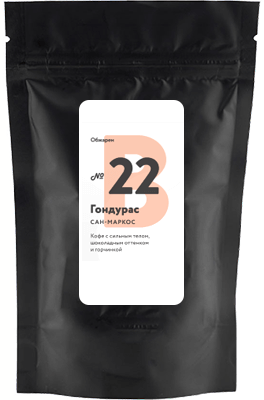 Обжарен
B
№ 22
Гондурас
САН-МАРКОС
Кофе с сильным телом,
шоколадным оттенком
и горчинкой